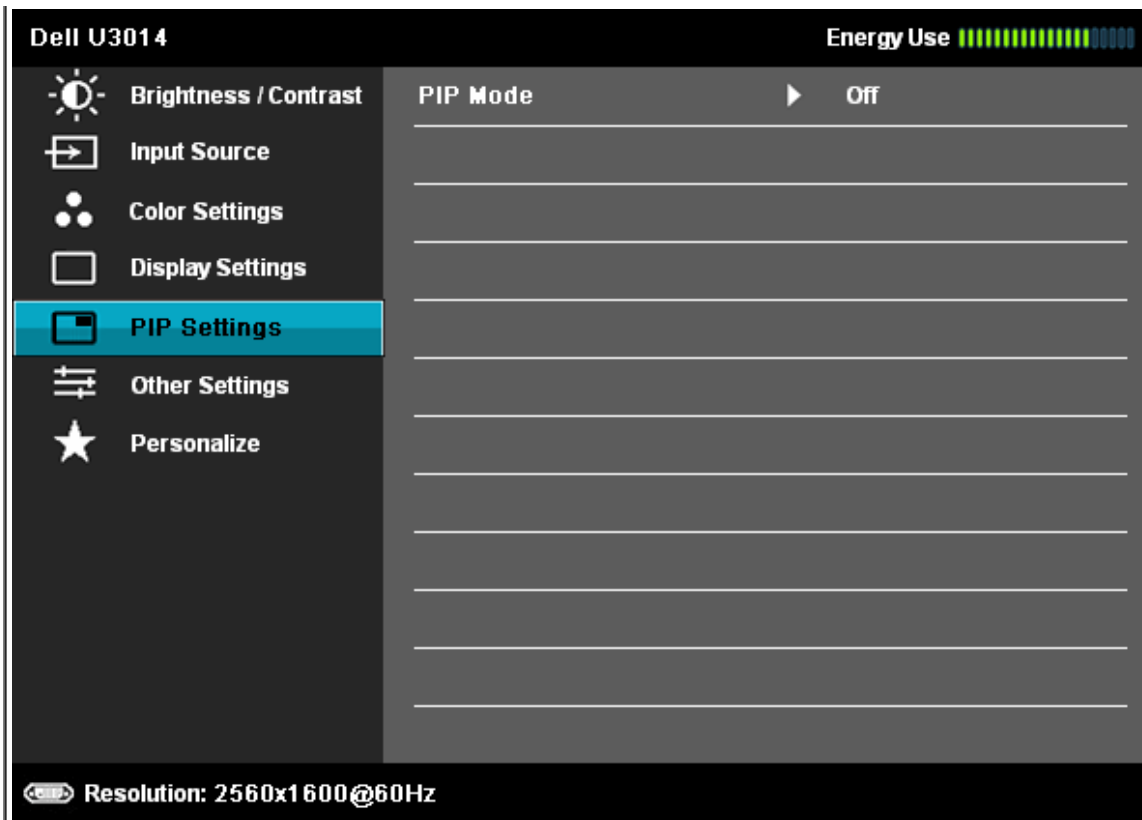 Dell U3014 Energy Use
Brightness / Contrast PIP Mode Off
Input Source
Color Settings
Display Settings
PIP Settings
Other Settings
Personalize
Resolution: 2560x1600@60Hz